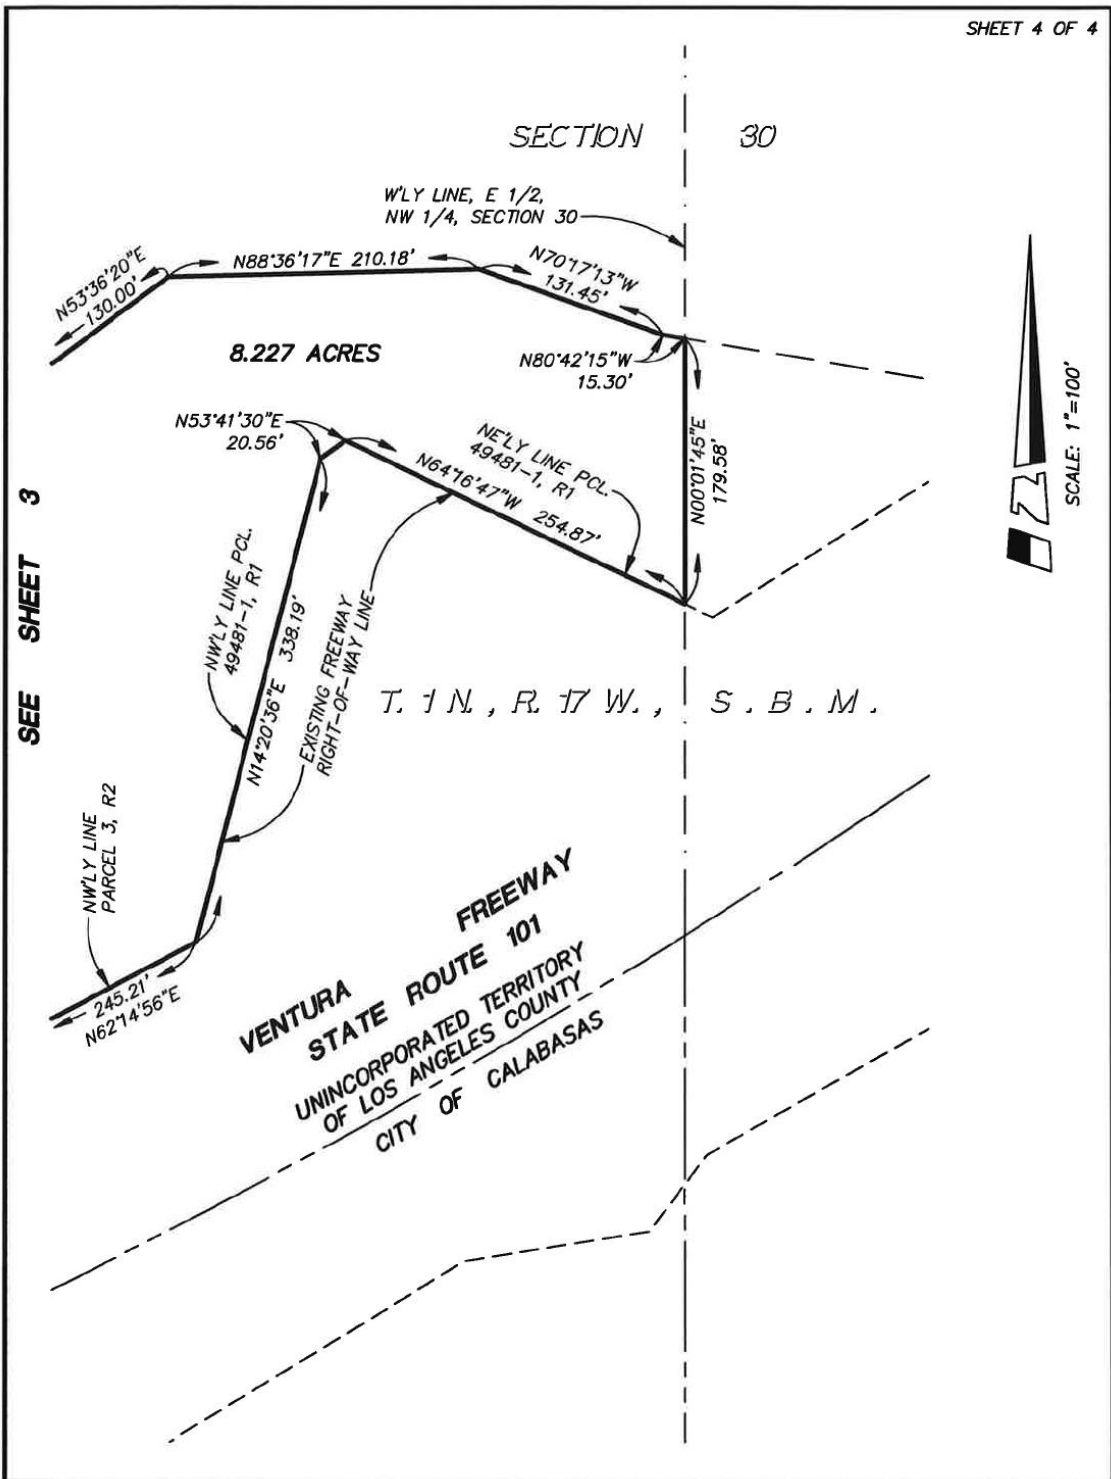 SHEET 4 OF 4
SECTION 30
W'LY LINE, E 1/2,
NW 1/4, SECTION 30
N53°36'20"E
130.00'
N88°36'17"E 210.18'
N70°17'13"W
131.45'
8.227 ACRES
N80°42'15"W
15.30'
N53°41'30"E
20.56'
NE'LY LINE PCL.
49481-1, R1
N64°16'47"W 254.87'
N00°01'45"E
179.58'
SCALE: 1"=100'
SEE SHEET 3
NW'LY LINE PCL.
49481-1, R1
N14°20'36"E 338.19'
EXISTING FREEWAY
RIGHT-OF-WAY LINE
T. 1 N., R. 17 W., S. B. M.
NW'LY LINE
PARCEL 3, R2
245.21'
N62°14'56"E
VENTURA FREEWAY
STATE ROUTE 101
UNINCORPORATED TERRITORY
OF LOS ANGELES COUNTY
CITY OF CALABASAS
N